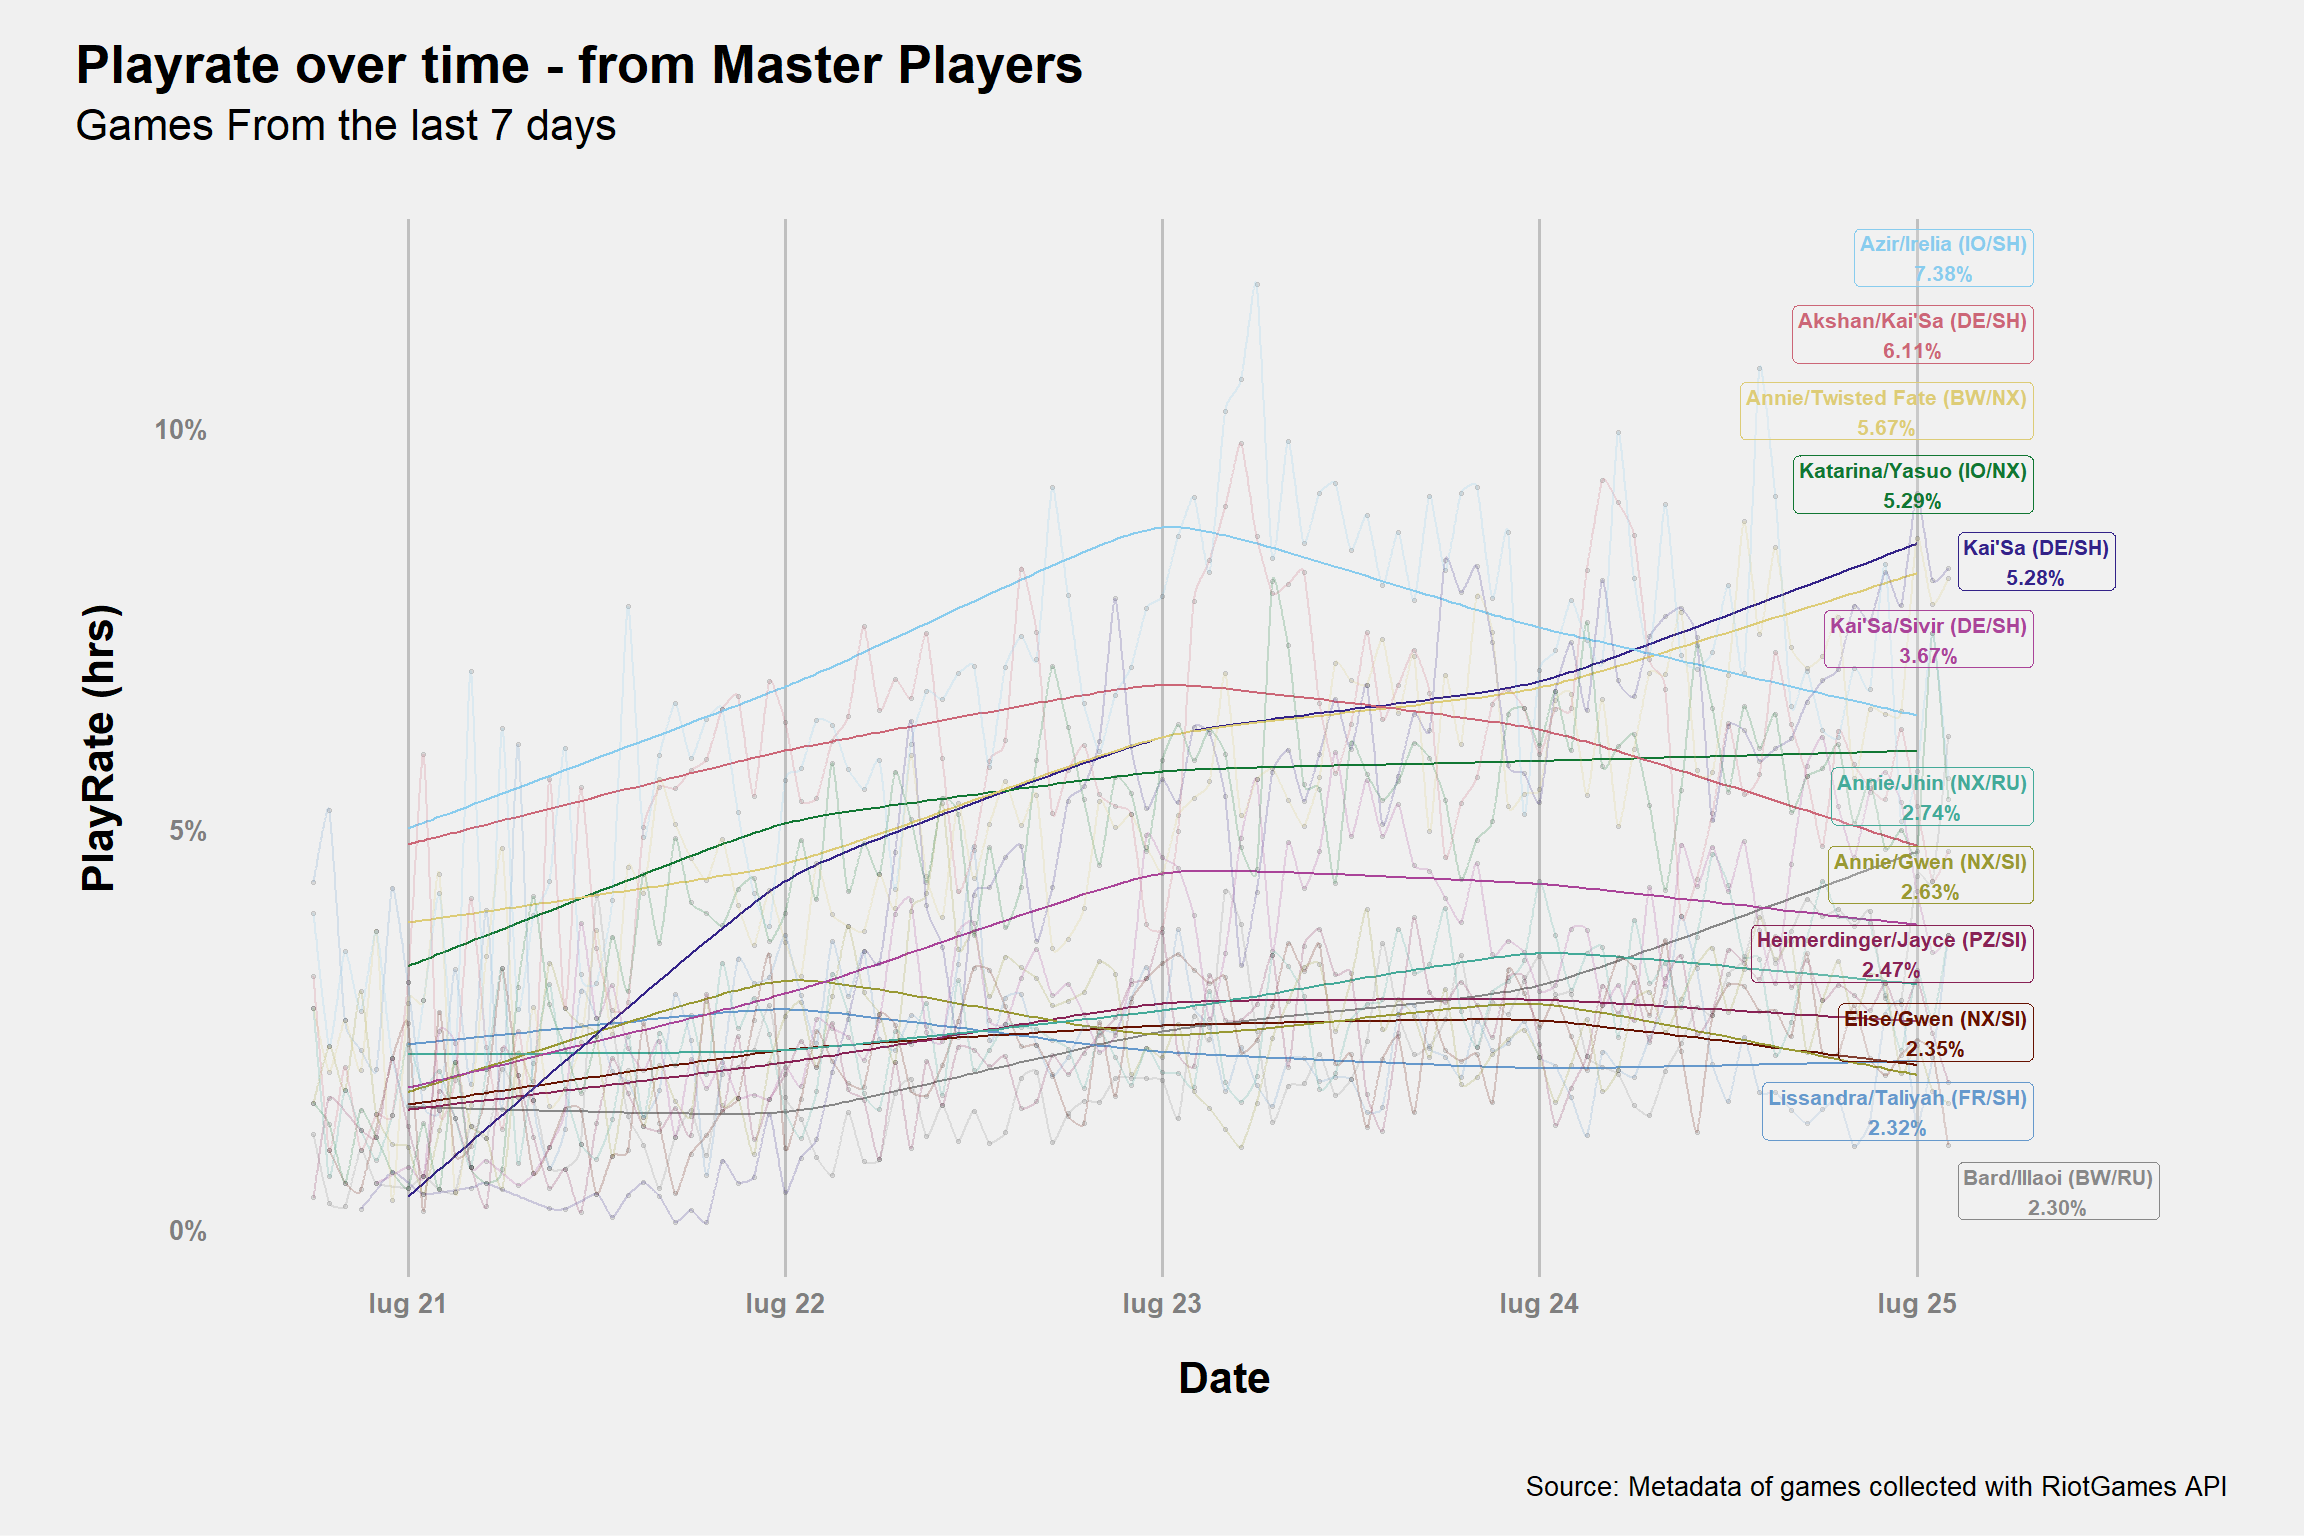 Playrate over time - from Master Players
Games From the last 7 days
Azir/Irelia (IO/SH)
7.38%
Akshan/Kai'Sa (DE/SH)
6.11%
Annie/Twisted Fate (BW/NX)
5.67%
Katarina/Yasuo (IO/NX)
5.29%
Kai'Sa (DE/SH)
5.28%
Kai'Sa/Sivir (DE/SH)
3.67%
Annie/Jhin (NX/RU)
2.74%
Annie/Gwen (NX/SI)
2.63%
Heimerdinger/Jayce (PZ/SI)
2.47%
Elise/Gwen (NX/SI)
2.35%
Lissandra/Taliyah (FR/SH)
2.32%
Bard/Illaoi (BW/RU)
2.30%
10%
5%
0%
PlayRate (hrs)
lug 21
lug 22
lug 23
lug 24
lug 25
Date
Source: Metadata of games collected with RiotGames API